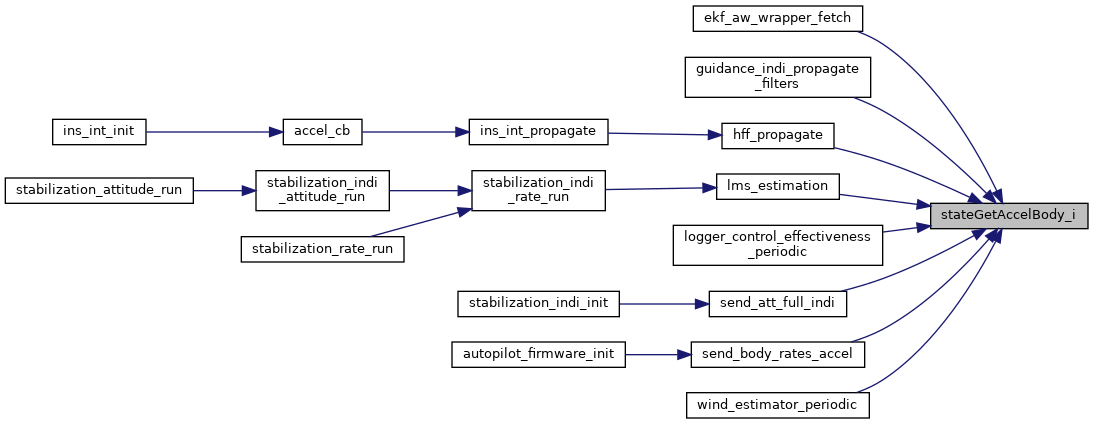 ekf_aw_wrapper_fetch
guidance_indi_propagate
_filters
ins_int_init
accel_cb
ins_int_propagate
hff_propagate
stabilization_attitude_run
stabilization_indi
_attitude_run
stabilization_indi
_rate_run
lms_estimation
stateGetAccelBody_i
stabilization_rate_run
logger_control_effectiveness
_periodic
stabilization_indi_init
send_att_full_indi
autopilot_firmware_init
send_body_rates_accel
wind_estimator_periodic